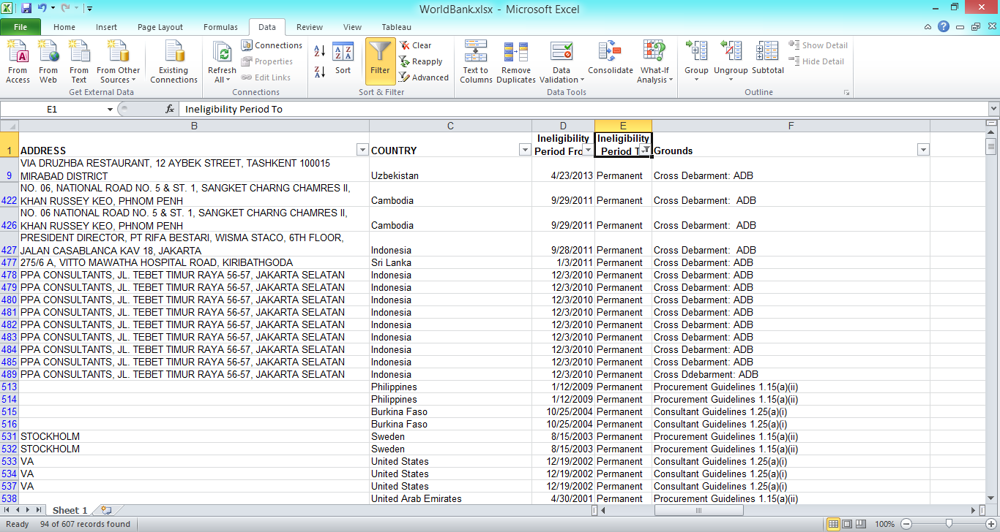 WorldBank.xlsx - Microsoft Excel
File Home Insert Page Layout Formulas Data Review View Tableau
From Access From Web From Text From Other Sources Existing Connections Refresh All Connections Properties Edit Links Sort Filter Clear Reapply Advanced Text to Columns Remove Duplicates Data Validation Consolidate What-If Analysis Group Ungroup Subtotal Show Detail Hide Detail
Get External Data Connections Sort & Filter Data Tools Outline
E1 fx Ineligibility Period To
B C D E F
1 ADDRESS COUNTRY Ineligibility Period Fro Ineligibility Period T Grounds
VIA DRUZHBA RESTAURANT, 12 AYBEK STREET, TASHKENT 100015
9 MIRABAD DISTRICT Uzbekistan 4/23/2013 Permanent Cross Debarment: ADB
NO. 06, NATIONAL ROAD NO. 5 & ST. 1, SANGKET CHARNG CHAMRES II,
422 KHAN RUSSEY KEO, PHNOM PENH Cambodia 9/29/2011 Permanent Cross Debarment: ADB
NO. 06 NATIONAL ROAD NO. 5 & ST. 1, SANGKET CHARNG CHAMRES II,
426 KHAN RUSSEY KEO, PHNOM PENH Cambodia 9/29/2011 Permanent Cross Debarment: ADB
PRESIDENT DIRECTOR, PT RIFA BESTARI, WISMA STACO, 6TH FLOOR,
427 JALAN CASABLANCA KAV 18, JAKARTA Indonesia 9/28/2011 Permanent Cross Debarment: ADB
477 275/6 A, VITTO MAWATHA HOSPITAL ROAD, KIRIBATHGODA Sri Lanka 1/3/2011 Permanent Cross Debarment: ADB
478 PPA CONSULTANTS, JL. TEBET TIMUR RAYA 56-57, JAKARTA SELATAN Indonesia 12/3/2010 Permanent Cross Debarment: ADB
479 PPA CONSULTANTS, JL. TEBET TIMUR RAYA 56-57, JAKARTA SELATAN Indonesia 12/3/2010 Permanent Cross Debarment: ADB
480 PPA CONSULTANTS, JL. TEBET TIMUR RAYA 56-57, JAKARTA SELATAN Indonesia 12/3/2010 Permanent Cross Debarment: ADB
481 PPA CONSULTANTS, JL. TEBET TIMUR RAYA 56-57, JAKARTA SELATAN Indonesia 12/3/2010 Permanent Cross Debarment: ADB
482 PPA CONSULTANTS, JL. TEBET TIMUR RAYA 56-57, JAKARTA SELATAN Indonesia 12/3/2010 Permanent Cross Debarment: ADB
483 PPA CONSULTANTS, JL. TEBET TIMUR RAYA 56-57, JAKARTA SELATAN Indonesia 12/3/2010 Permanent Cross Debarment: ADB
484 PPA CONSULTANTS, JL. TEBET TIMUR RAYA 56-57, JAKARTA SELATAN Indonesia 12/3/2010 Permanent Cross Debarment: ADB
485 PPA CONSULTANTS, JL. TEBET TIMUR RAYA 56-57, JAKARTA SELATAN Indonesia 12/3/2010 Permanent Cross Debarment: ADB
489 PPA CONSULTANTS, JL. TEBET TIMUR RAYA 56-57, JAKARTA SELATAN Indonesia 12/3/2010 Permanent Cross Ddebarment: ADB
513 Philippines 1/12/2009 Permanent Procurement Guidelines 1.15(a)(ii)
514 Philippines 1/12/2009 Permanent Procurement Guidelines 1.15(a)(ii)
515 Burkina Faso 10/25/2004 Permanent Consultant Guidelines 1.25(a)(i)
516 Burkina Faso 10/25/2004 Permanent Consultant Guidelines 1.25(a)(i)
531 STOCKHOLM Sweden 8/15/2003 Permanent Procurement Guidelines 1.15(a)(ii)
532 STOCKHOLM Sweden 8/15/2003 Permanent Procurement Guidelines 1.15(a)(ii)
533 VA United States 12/19/2002 Permanent Consultant Guidelines 1.25(a)(i)
534 VA United States 12/19/2002 Permanent Consultant Guidelines 1.25(a)(i)
537 VA United States 12/19/2002 Permanent Consultant Guidelines 1.25(a)(i)
538 United Arab Emirates 4/30/2001 Permanent Procurement Guidelines 1.15(a)(ii)
Sheet 1
Ready 94 of 607 records found 100%